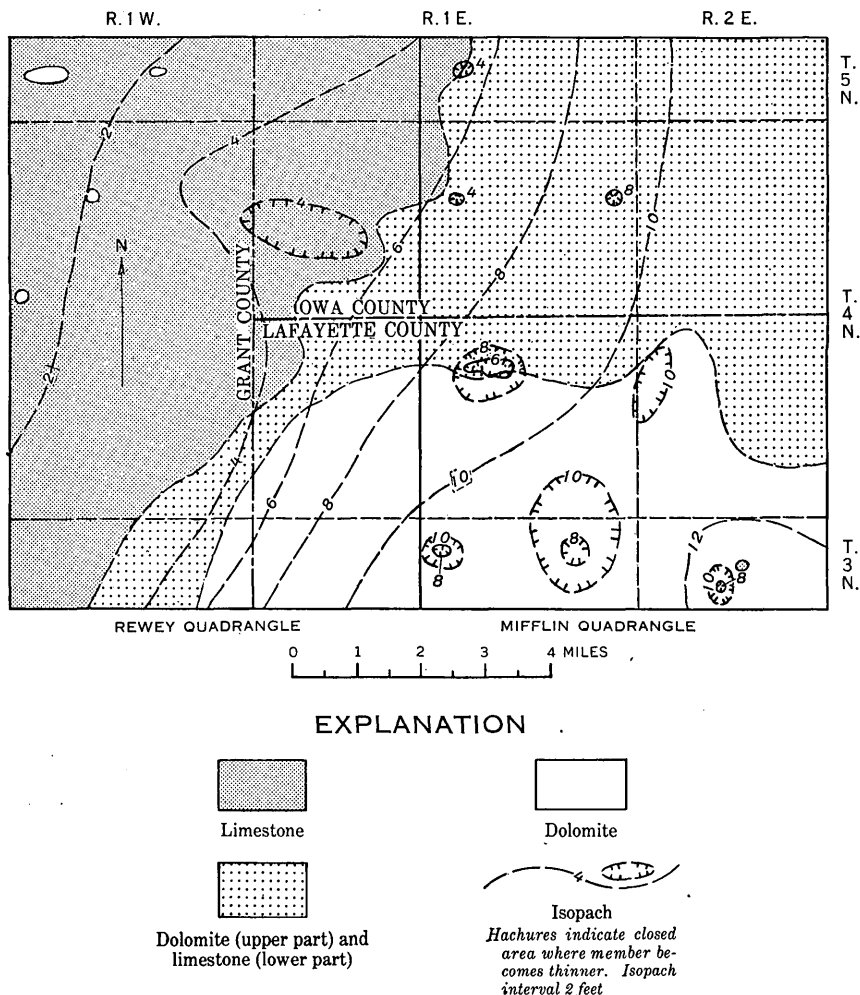 R. 1 W. R. 1 E. R. 2 E.
T. 5 N.
4
2
4
4
4
8
10
6
N
8
IOWA COUNTY
LAFAYETTE COUNTY
GRANT COUNTY
T. 4 N.
8
6
10
2
4
6
8
10
10
12
10
8
8
10
8
T. 3 N.
REWEY QUADRANGLE MIFFLIN QUADRANGLE
0 1 2 3 4 MILES
EXPLANATION
Limestone
Dolomite
Dolomite (upper part) and
limestone (lower part)
4
Isopach
Hachures indicate closed
area where member be-
comes thinner. Isopach
interval 2 feet